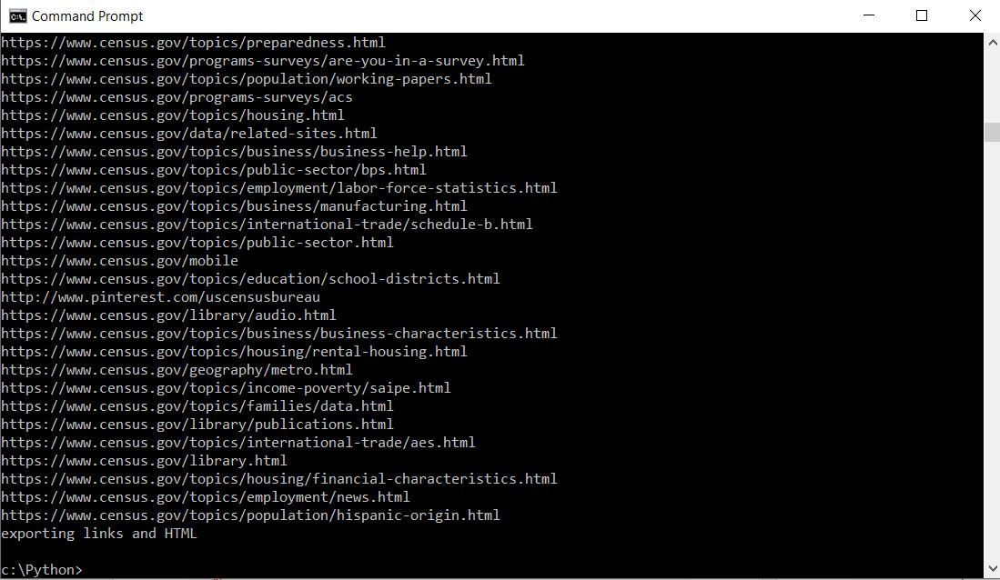 Command Prompt
https://www.census.gov/topics/preparedness.html
https://www.census.gov/programs-surveys/are-you-in-a-survey.html
https://www.census.gov/topics/population/working-papers.html
https://www.census.gov/programs-surveys/acs
https://www.census.gov/topics/housing.html
https://www.census.gov/data/related-sites.html
https://www.census.gov/topics/business/business-help.html
https://www.census.gov/topics/public-sector/bps.html
https://www.census.gov/topics/employment/labor-force-statistics.html
https://www.census.gov/topics/business/manufacturing.html
https://www.census.gov/topics/international-trade/schedule-b.html
https://www.census.gov/topics/public-sector.html
https://www.census.gov/mobile
https://www.census.gov/topics/education/school-districts.html
http://www.pinterest.com/uscensusbureau
https://www.census.gov/library/audio.html
https://www.census.gov/topics/business/business-characteristics.html
https://www.census.gov/topics/housing/rental-housing.html
https://www.census.gov/geography/metro.html
https://www.census.gov/topics/income-poverty/saipe.html
https://www.census.gov/topics/families/data.html
https://www.census.gov/library/publications.html
https://www.census.gov/topics/international-trade/aes.html
https://www.census.gov/library.html
https://www.census.gov/topics/housing/financial-characteristics.html
https://www.census.gov/topics/employment/news.html
https://www.census.gov/topics/population/hispanic-origin.html
exporting links and HTML
c:\Python>